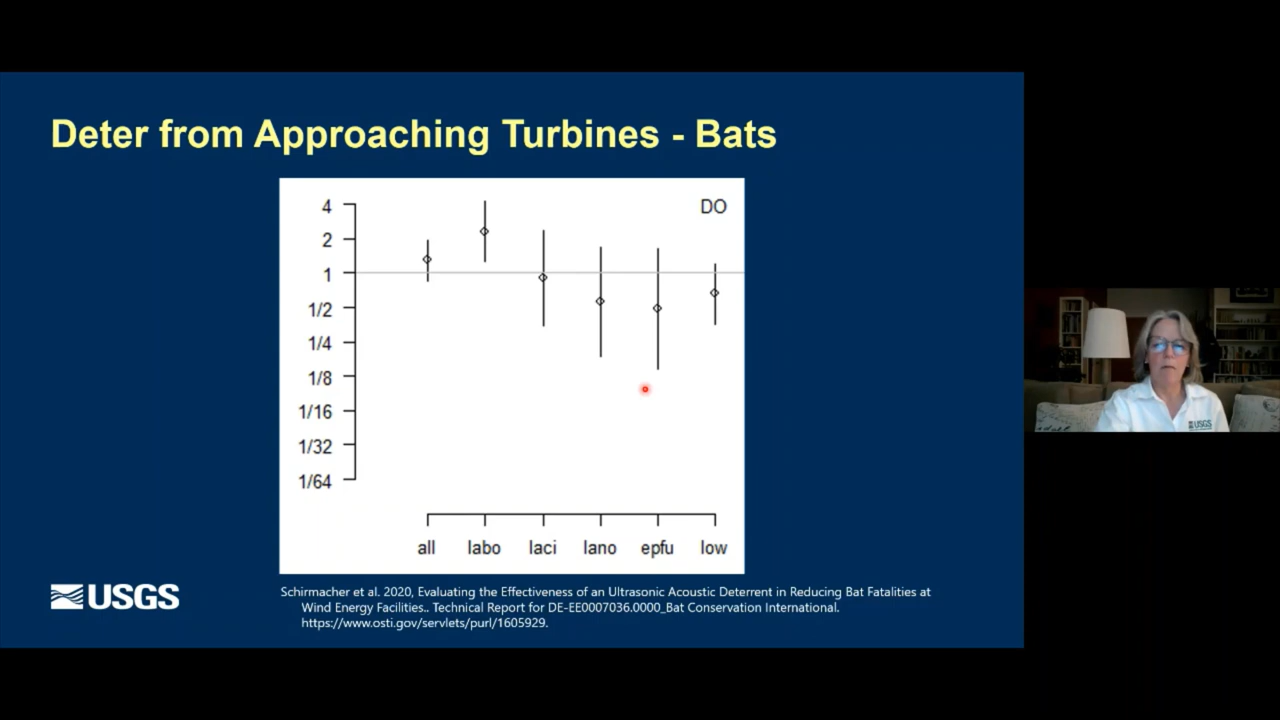 Deter from Approaching Turbines - Bats
DO
4
2
1
1/2
1/4
1/8
1/16
1/32
1/64
all labo laci lano epfu low
USGS
Schirmacher et al. 2020, Evaluating the Effectiveness of an Ultrasonic Acoustic Deterrent in Reducing Bat Fatalities at
Wind Energy Facilities.. Technical Report for DE-EE0007036.0000_Bat Conservation International.
https://www.osti.gov/servlets/purl/1605929.
USGS